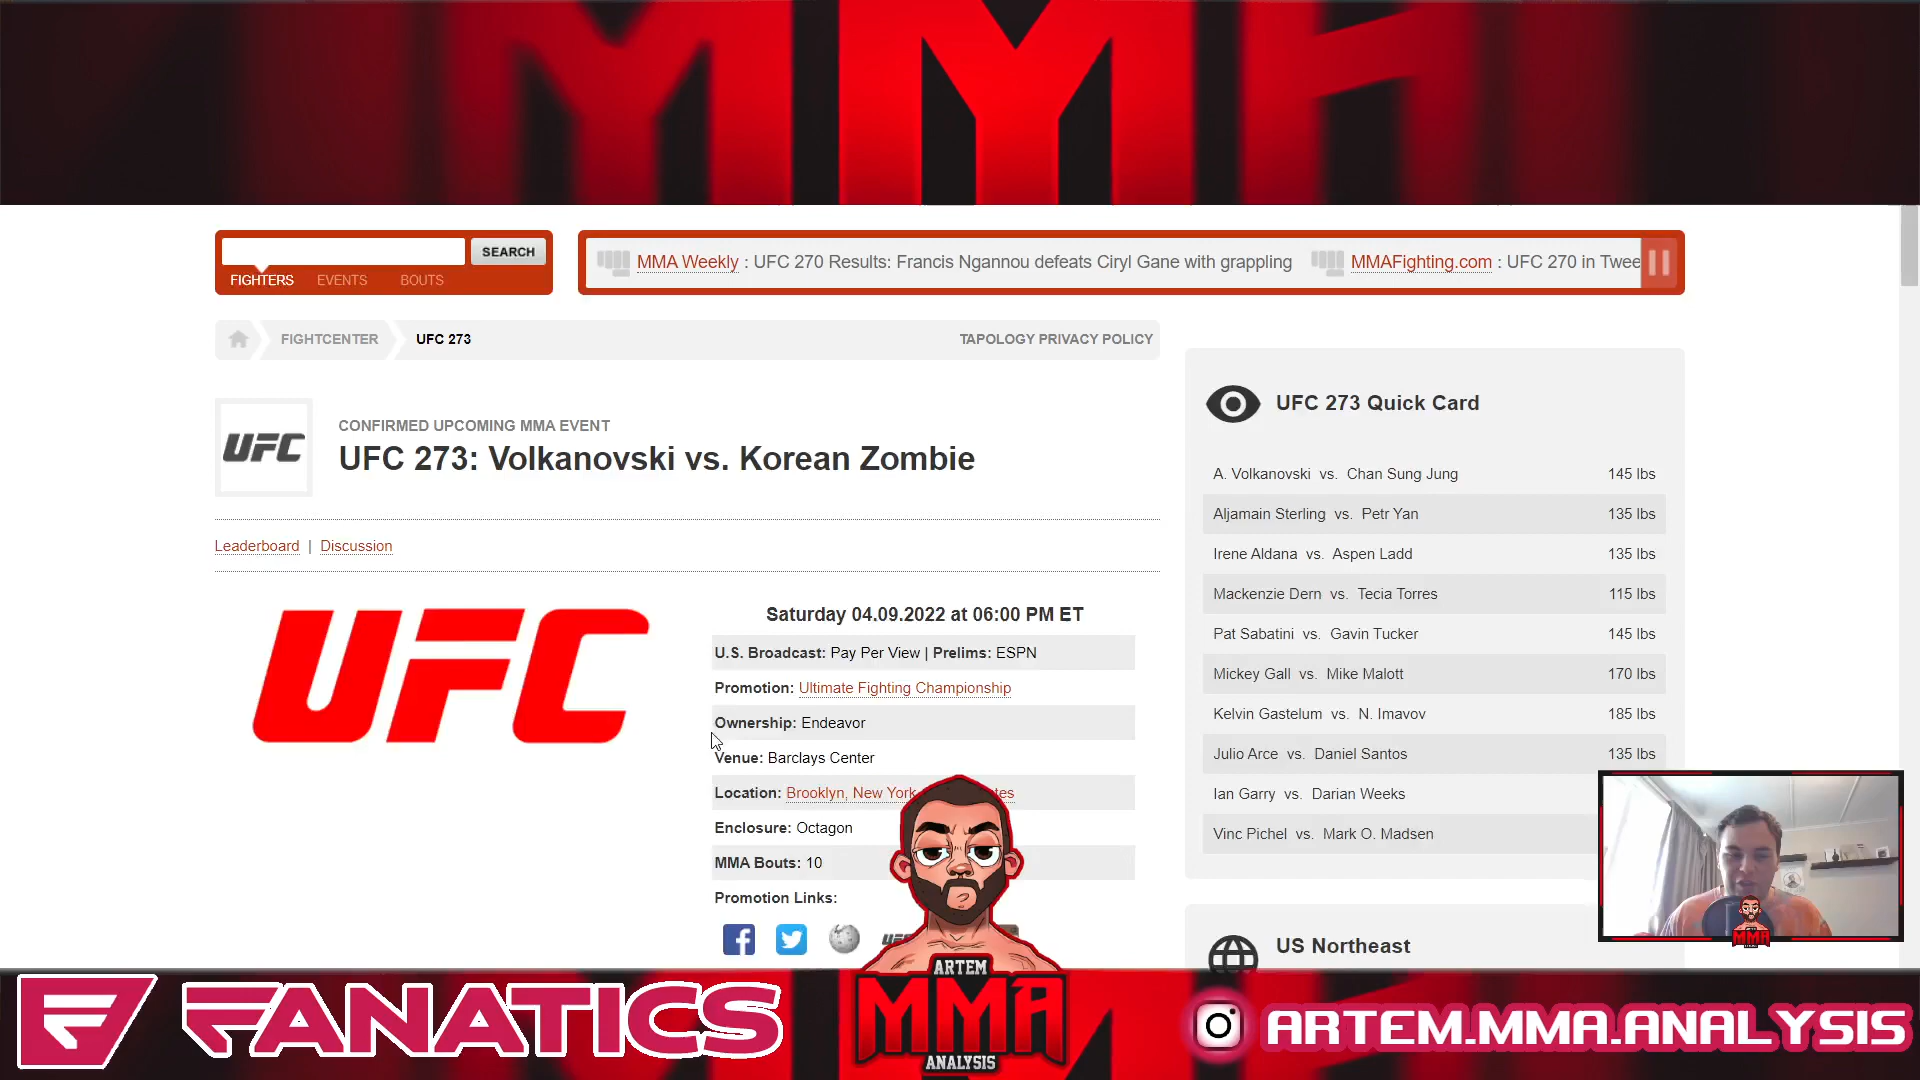 MMA
SEARCH
FIGHTERS EVENTS BOUTS
MMA Weekly : UFC 270 Results: Francis Ngannou defeats Ciryl Gane with grappling
MMAFighting.com : UFC 270 in Twee
FIGHTCENTER UFC 273 TAPOLOGY PRIVACY POLICY
UFC
CONFIRMED UPCOMING MMA EVENT
UFC 273: Volkanovski vs. Korean Zombie
Leaderboard | Discussion
UFC
Saturday 04.09.2022 at 06:00 PM ET
U.S. Broadcast: Pay Per View | Prelims: ESPN
Promotion: Ultimate Fighting Championship
Ownership: Endeavor
Venue: Barclays Center
Location: Brooklyn, New York
Enclosure: Octagon
MMA Bouts: 10
Promotion Links:
UFC 273 Quick Card
A. Volkanovski vs. Chan Sung Jung 145 lbs
Aljamain Sterling vs. Petr Yan 135 lbs
Irene Aldana vs. Aspen Ladd 135 lbs
Mackenzie Dern vs. Tecia Torres 115 lbs
Pat Sabatini vs. Gavin Tucker 145 lbs
Mickey Gall vs. Mike Malott 170 lbs
Kelvin Gastelum vs. N. Imavov 185 lbs
Julio Arce vs. Daniel Santos 135 lbs
Ian Garry vs. Darian Weeks
Vinc Pichel vs. Mark O. Madsen
US Northeast
MMA
FANATICS
ARTEM
MMA
ANALYSIS
ARTEM.MMA.ANALYSIS